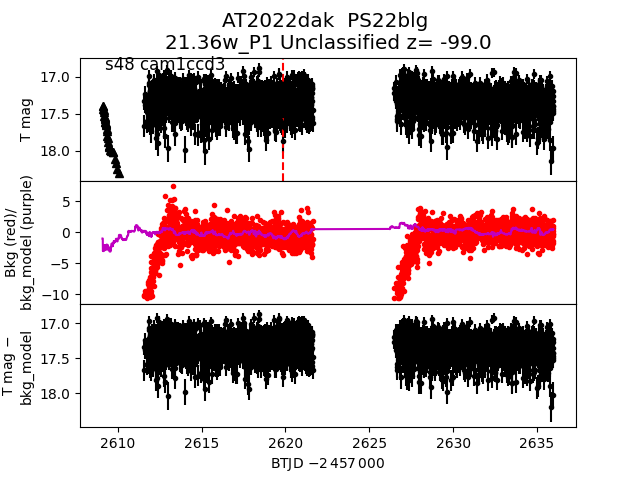 AT2022dak  PS22blg
21.36w_P1 Unclassified z= -99.0
s48 cam1ccd3
T mag
17.0
17.5
18.0
Bkg (red)/
bkg_model (purple)
5
0
−5
−10
T mag −
bkg_model
17.0
17.5
18.0
2610
2615
2620
2625
2630
2635
BTJD −2 457 000